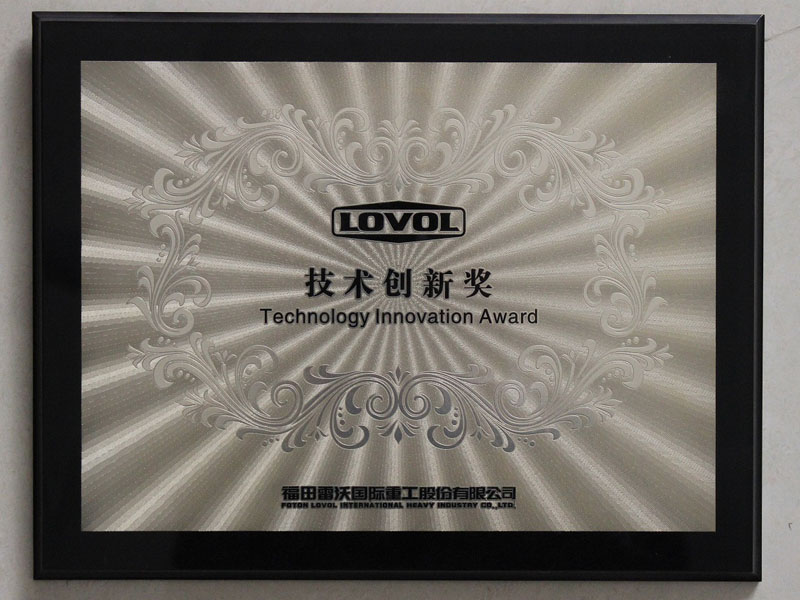 LOVOL
技术创新奖
Technology Innovation Award
福田雷沃国际重工股份有限公司
FOTON LOVOL INTERNATIONAL HEAVY INDUSTRY CO.,LTD.